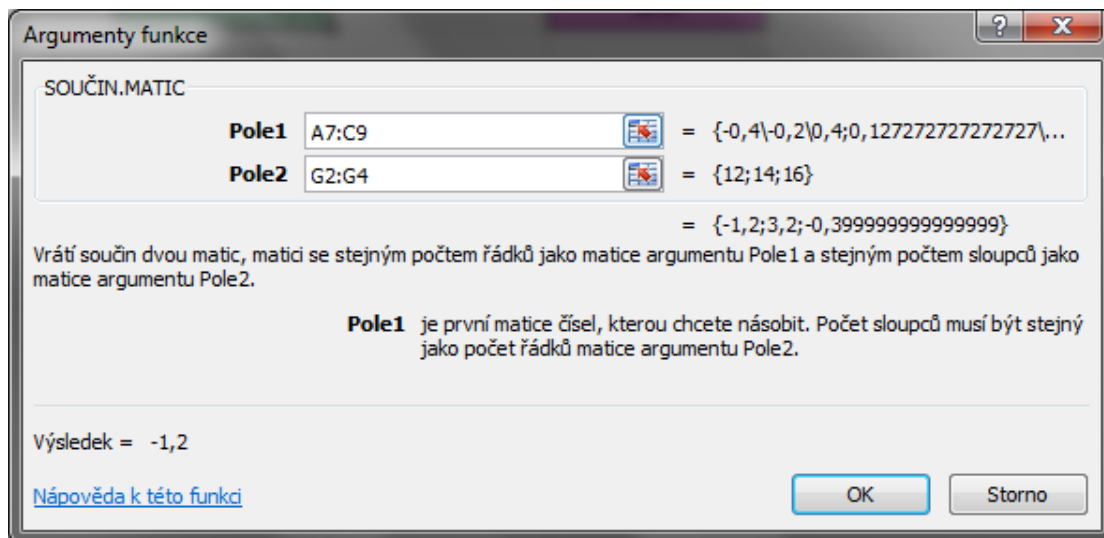 Argumenty funkce
SOUČIN.MATIC
Pole1 A7:C9 = {-0,4\-0,2\0,4;0,127272727272727\...
Pole2 G2:G4 = {12;14;16}
= {-1,2;3,2;-0,399999999999999}
Vrátí součin dvou matic, matici se stejným počtem řádků jako matice argumentu Pole1 a stejným počtem sloupců jako
matice argumentu Pole2.
Pole1 je první matice čísel, kterou chcete násobit. Počet sloupců musí být stejný
jako počet řádků matice argumentu Pole2.
Výsledek = -1,2
Nápověda k této funkci
OK Storno